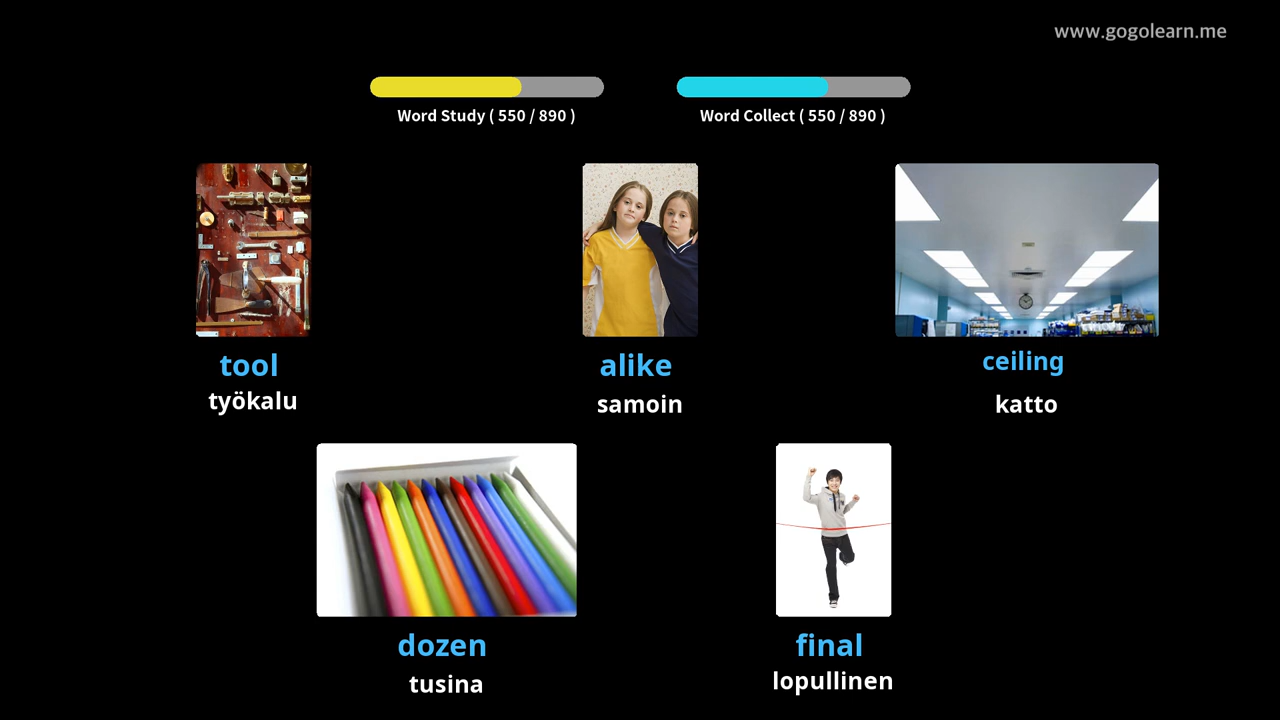 www.gogolearn.me
Word Study ( 550 / 890 )
Word Collect ( 550 / 890 )
tool
työkalu
alike
samoin
ceiling
katto
dozen
tusina
final
lopullinen